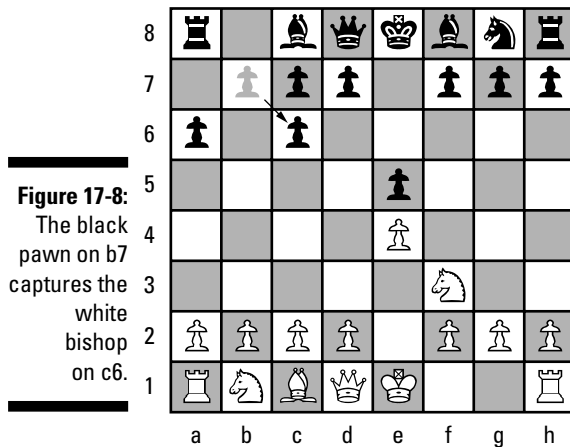 8
7
6
5
4
3
2
1
a b c d e f g h
Figure 17-8:
The black
pawn on b7
captures the
white
bishop
on c6.